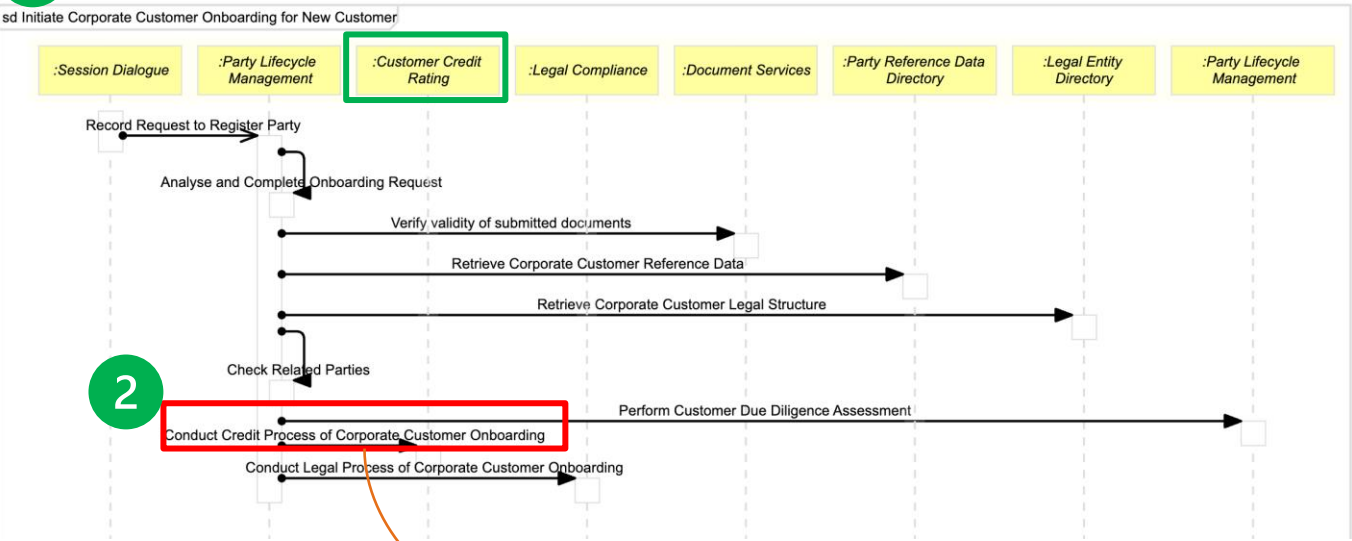 sd Initiate Corporate Customer Onboarding for New Customer
:Session Dialogue
:Party Lifecycle
Management
:Customer Credit
Rating
:Legal Compliance
:Document Services
:Party Reference Data
Directory
:Legal Entity
Directory
:Party Lifecycle
Management
Record Request to Register Party
Analyse and Complete Onboarding Request
Verify validity of submitted documents
Retrieve Corporate Customer Reference Data
Retrieve Corporate Customer Legal Structure
Check Related Parties
2
Perform Customer Due Diligence Assessment
Conduct Credit Process of Corporate Customer Onboarding
Conduct Legal Process of Corporate Customer Onboarding